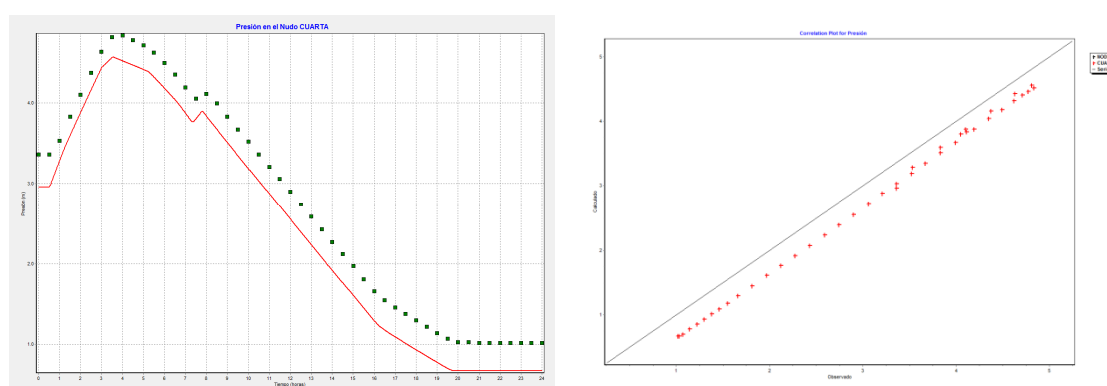 Presión en el Nudo CUARTA
Presión (m)
4.0
3.0
2.0
1.0
0 1 2 3 4 5 6 7 8 9 10 11 12 13 14 15 16 17 18 19 20 21 22 23 24
Tiempo (horas)
Correlation Plot for Presión
Calculado
5
4
3
2
1
1 2 3 4 5
Observado
CUA